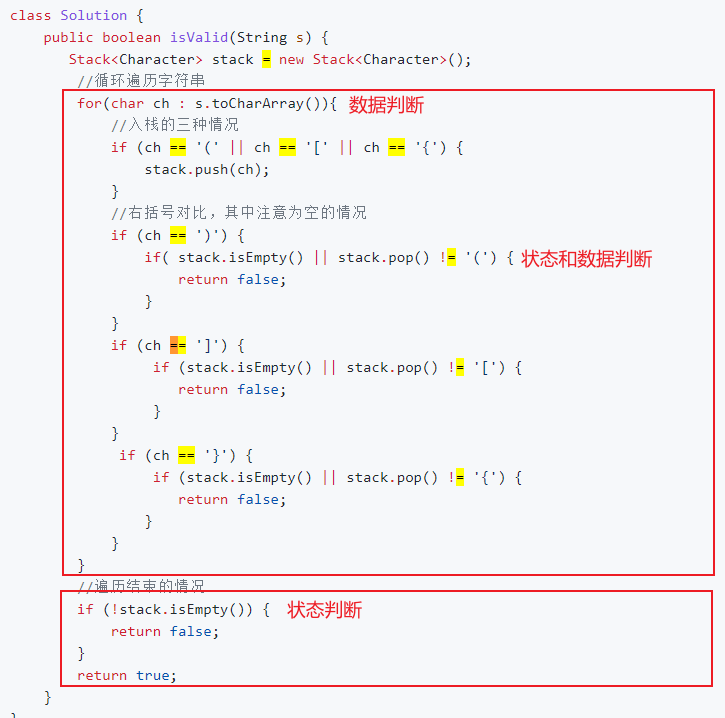 class Solution {
public boolean isValid(String s) {
Stack<Character> stack = new Stack<Character>();
//循环遍历字符串
for(char ch : s.toCharArray()){ 数据判断
//入栈的三种情况
if (ch == '(' || ch == '[' || ch == '{') {
stack.push(ch);
}
//右括号对比，其中注意为空的情况
if (ch == ')') {
if( stack.isEmpty() || stack.pop() != '(') { 状态和数据判断
return false;
}
}
if (ch == ']') {
if (stack.isEmpty() || stack.pop() != '[') {
return false;
}
}
if (ch == '}') {
if (stack.isEmpty() || stack.pop() != '{') {
return false;
}
}
}
//遍历结束的情况
if (!stack.isEmpty()) { 状态判断
return false;
}
return true;
}
}